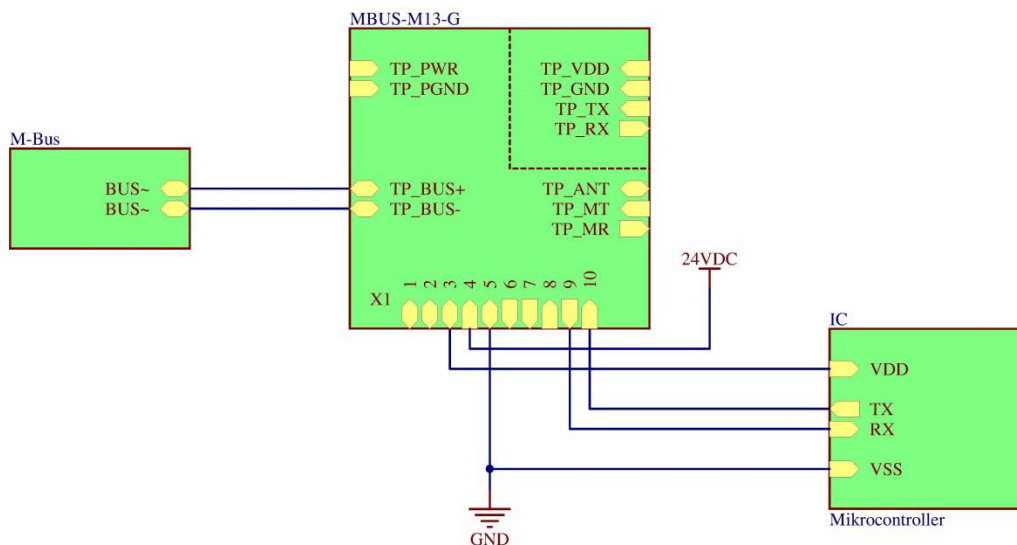 MBUS-M13-G
TP_PWR
TP_PGND
TP_VDD
TP_GND
TP_TX
TP_RX
M-Bus
BUS~
BUS~
TP_BUS+
TP_BUS-
TP_ANT
TP_MT
TP_MR
X1
1
2
3
4
5
6
7
8
9
10
24VDC
IC
VDD
TX
RX
VSS
Mikrocontroller
GND